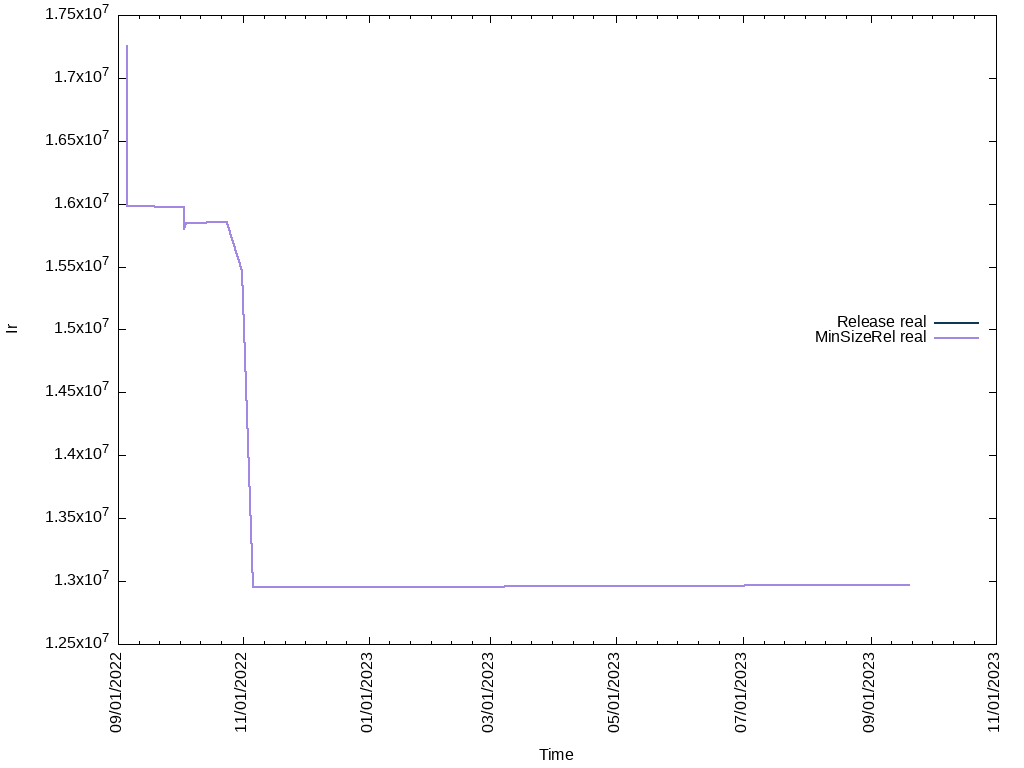 1.75x10^7
1.7x10^7
1.65x10^7
1.6x10^7
1.55x10^7
1.5x10^7
1.45x10^7
1.4x10^7
1.35x10^7
1.3x10^7
1.25x10^7
Ir
Release real
MinSizeRel real
09/01/2022
11/01/2022
01/01/2023
03/01/2023
05/01/2023
07/01/2023
09/01/2023
11/01/2023
Time